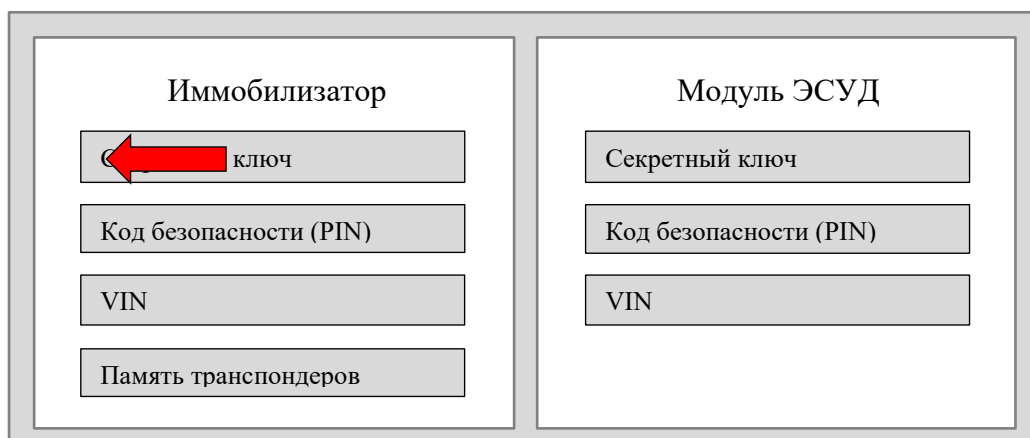 Иммобилизатор
ключ
Код безопасности (PIN)
VIN
Память транспондеров
Модуль ЭСУД
Секретный ключ
Код безопасности (PIN)
VIN